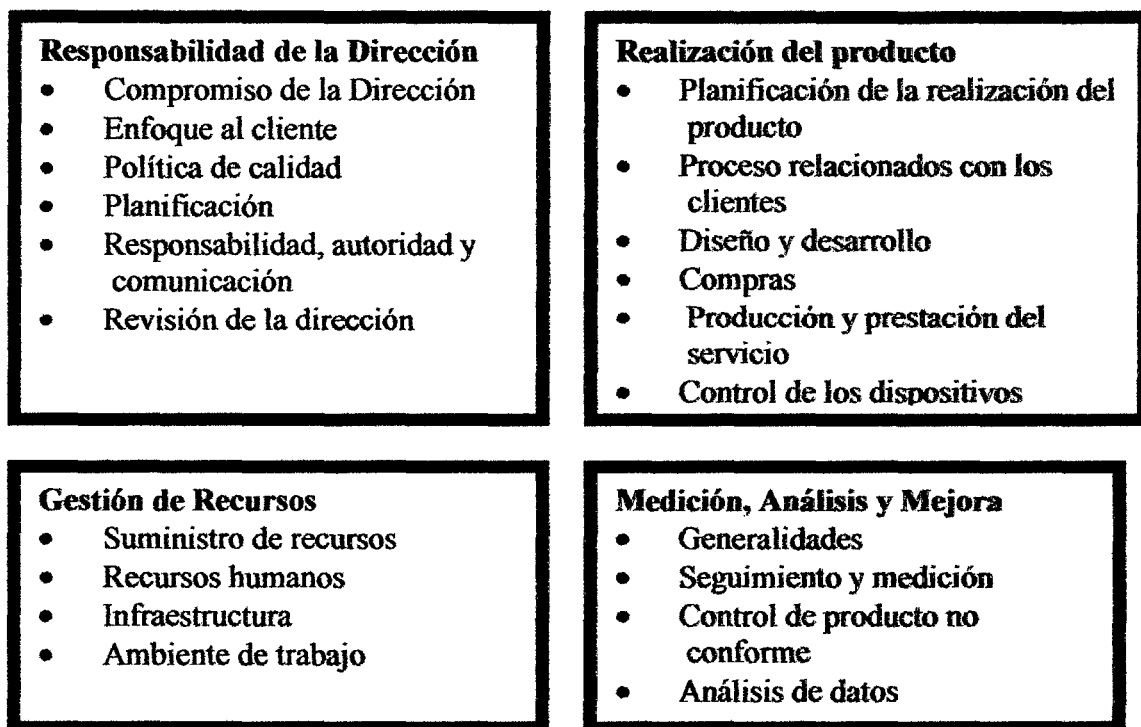 Responsabilidad de la Dirección
• Compromiso de la Dirección
• Enfoque al cliente
• Política de calidad
• Planificación
• Responsabilidad, autoridad y
comunicación
• Revisión de la dirección
Realización del producto
• Planificación de la realización del
producto
• Proceso relacionados con los
clientes
• Diseño y desarrollo
• Compras
• Producción y prestación del
servicio
• Control de los dispositivos
Gestión de Recursos
• Suministro de recursos
• Recursos humanos
• Infraestructura
• Ambiente de trabajo
Medición, Análisis y Mejora
• Generalidades
• Seguimiento y medición
• Control de producto no
conforme
• Análisis de datos